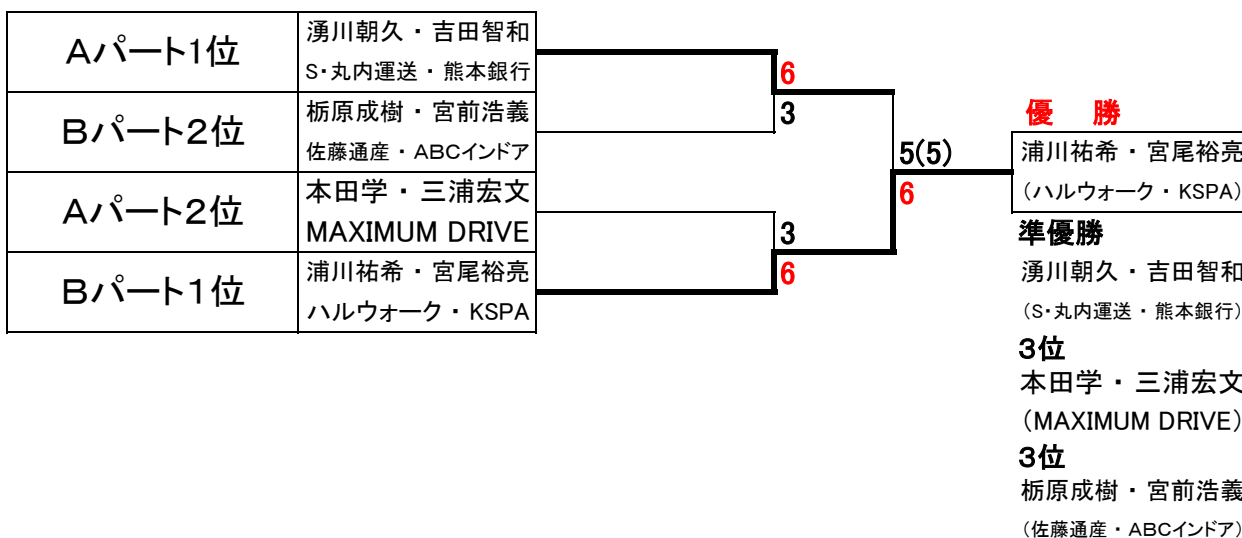 Aパート1位
湧川朝久・吉田智和
S・丸内運送・熊本銀行
Bパート2位
栃原成樹・宮前浩義
佐藤通産・ABCインドア
Aパート2位
本田学・三浦宏文
MAXIMUM DRIVE
Bパート1位
浦川祐希・宮尾裕亮
ハルウォーク・KSPA
6
3
3
6
5(5)
6
優 勝
浦川祐希・宮尾裕亮
(ハルウォーク・KSPA)
準優勝
湧川朝久・吉田智和
(S・丸内運送・熊本銀行)
3位
本田学・三浦宏文
(MAXIMUM DRIVE)
3位
栃原成樹・宮前浩義
(佐藤通産・ABCインドア)